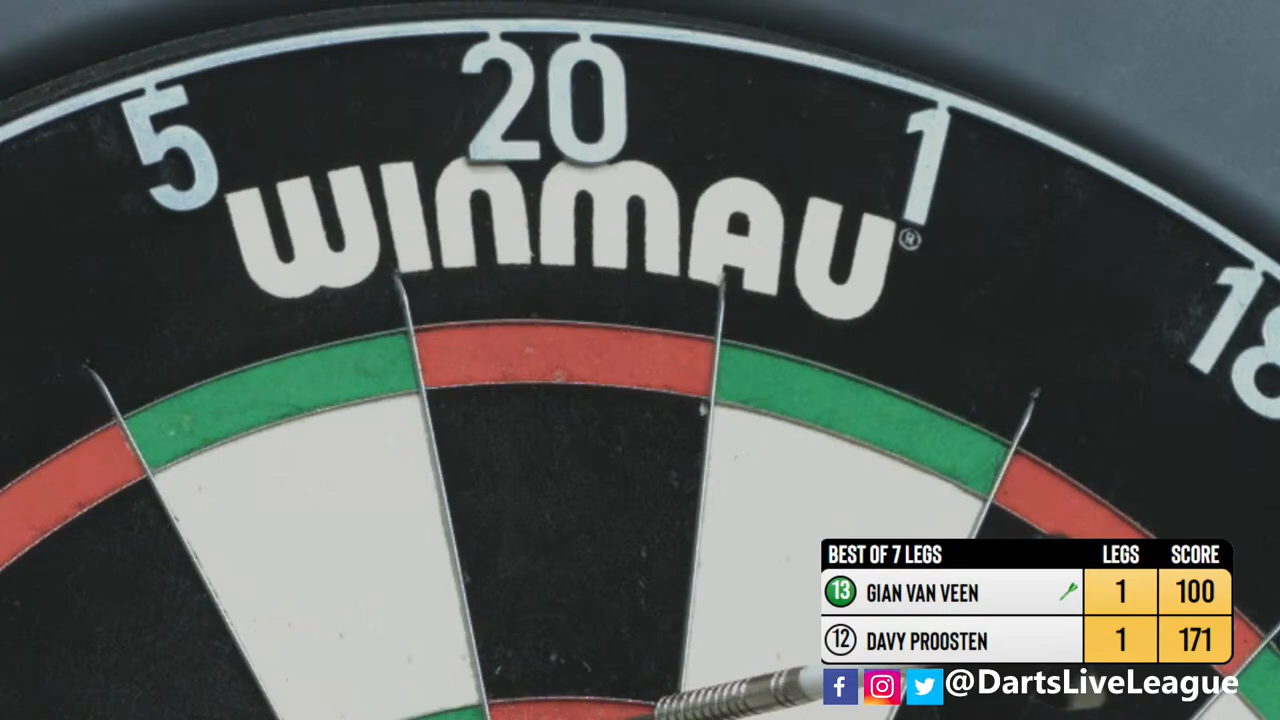 5 20 1 18
WINMAU®
BEST OF 7 LEGS LEGS SCORE
13 GIAN VAN VEEN 1 100
12 DAVY PROOSTEN 1 171
@DartsLiveLeague